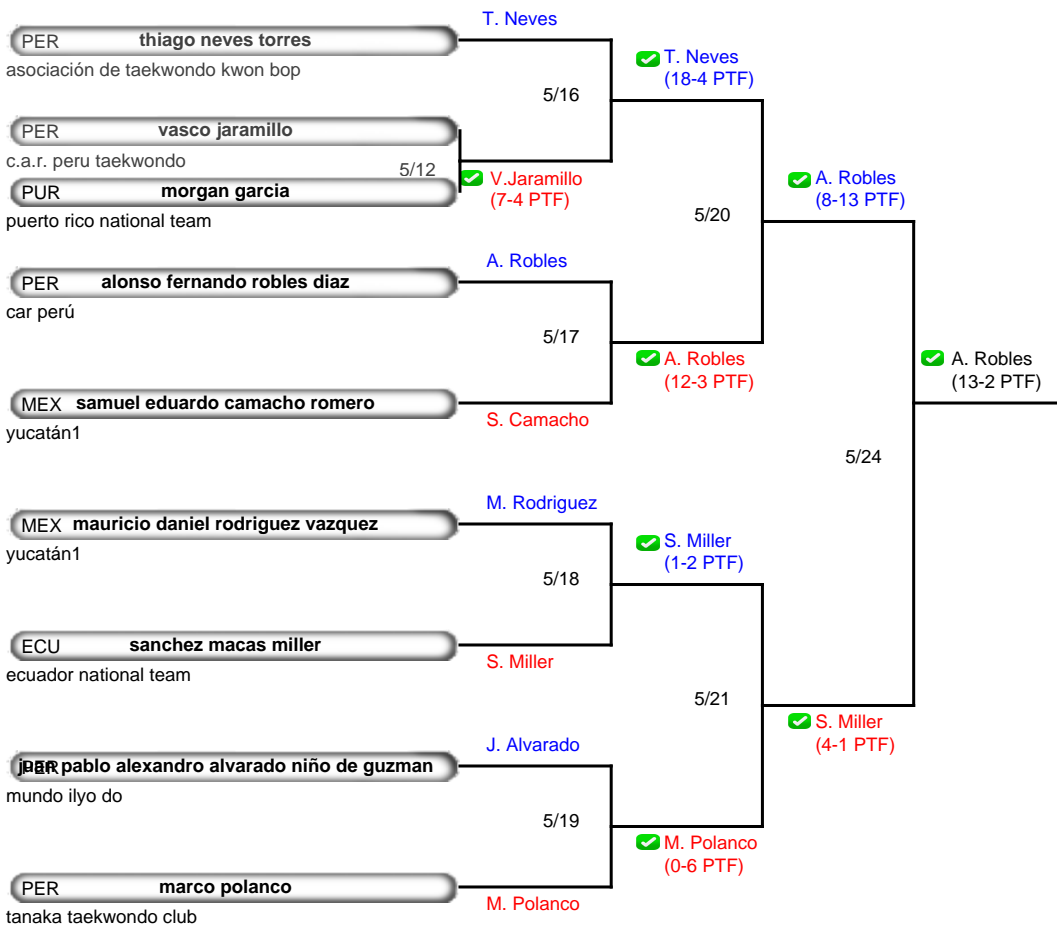 T. Neves
PER thiago neves torres
asociación de taekwondo kwon bop
T. Neves
(18-4 PTF)
5/16
PER vasco jaramillo
c.a.r. peru taekwondo
5/12
V.Jaramillo
(7-4 PTF)
PUR morgan garcia
puerto rico national team
A. Robles
(8-13 PTF)
5/20
A. Robles
PER alonso fernando robles diaz
car perú
5/17
A. Robles
(12-3 PTF)
A. Robles
(13-2 PTF)
MEX samuel eduardo camacho romero
S. Camacho
yucatán1
5/24
M. Rodriguez
MEX mauricio daniel rodriguez vazquez
yucatán1
S. Miller
(1-2 PTF)
5/18
ECU sanchez macas miller
S. Miller
ecuador national team
5/21
S. Miller
(4-1 PTF)
J. Alvarado
PER juan pablo alexandro alvarado niño de guzman
mundo ilyo do
5/19
M. Polanco
(0-6 PTF)
PER marco polanco
M. Polanco
tanaka taekwondo club